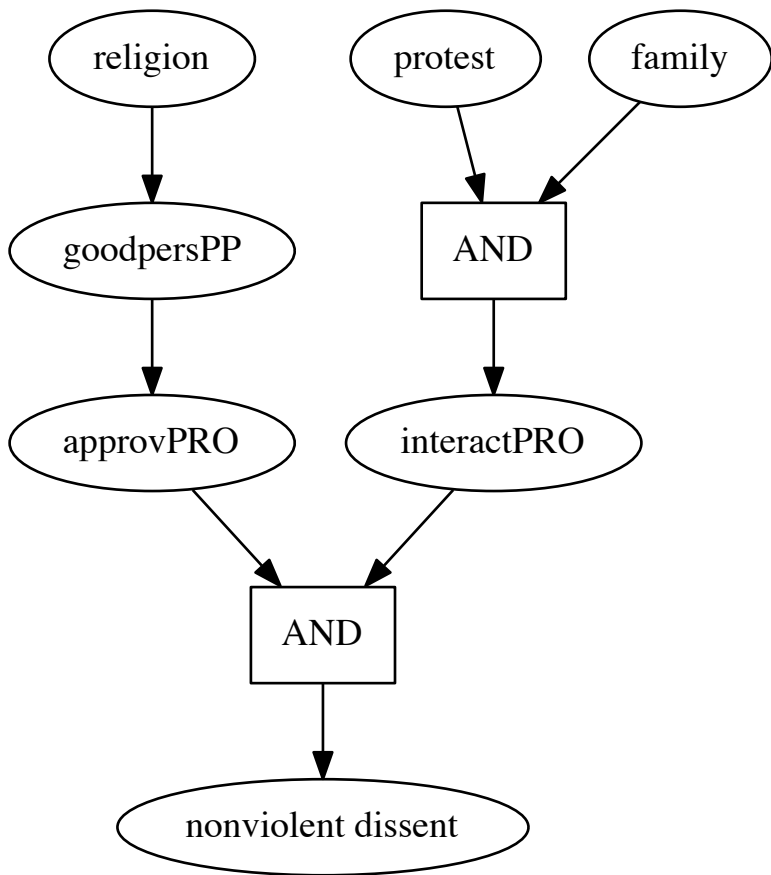 religion
protest
family
goodpersPP
AND
approvPRO
interactPRO
AND
nonviolent dissent